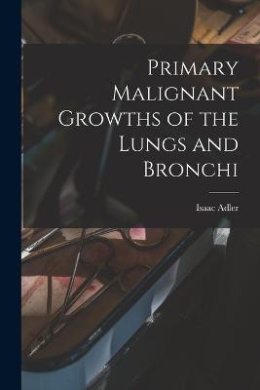 Primary
Malignant
Growths of the
Lungs and
Bronchi
Isaac Adler